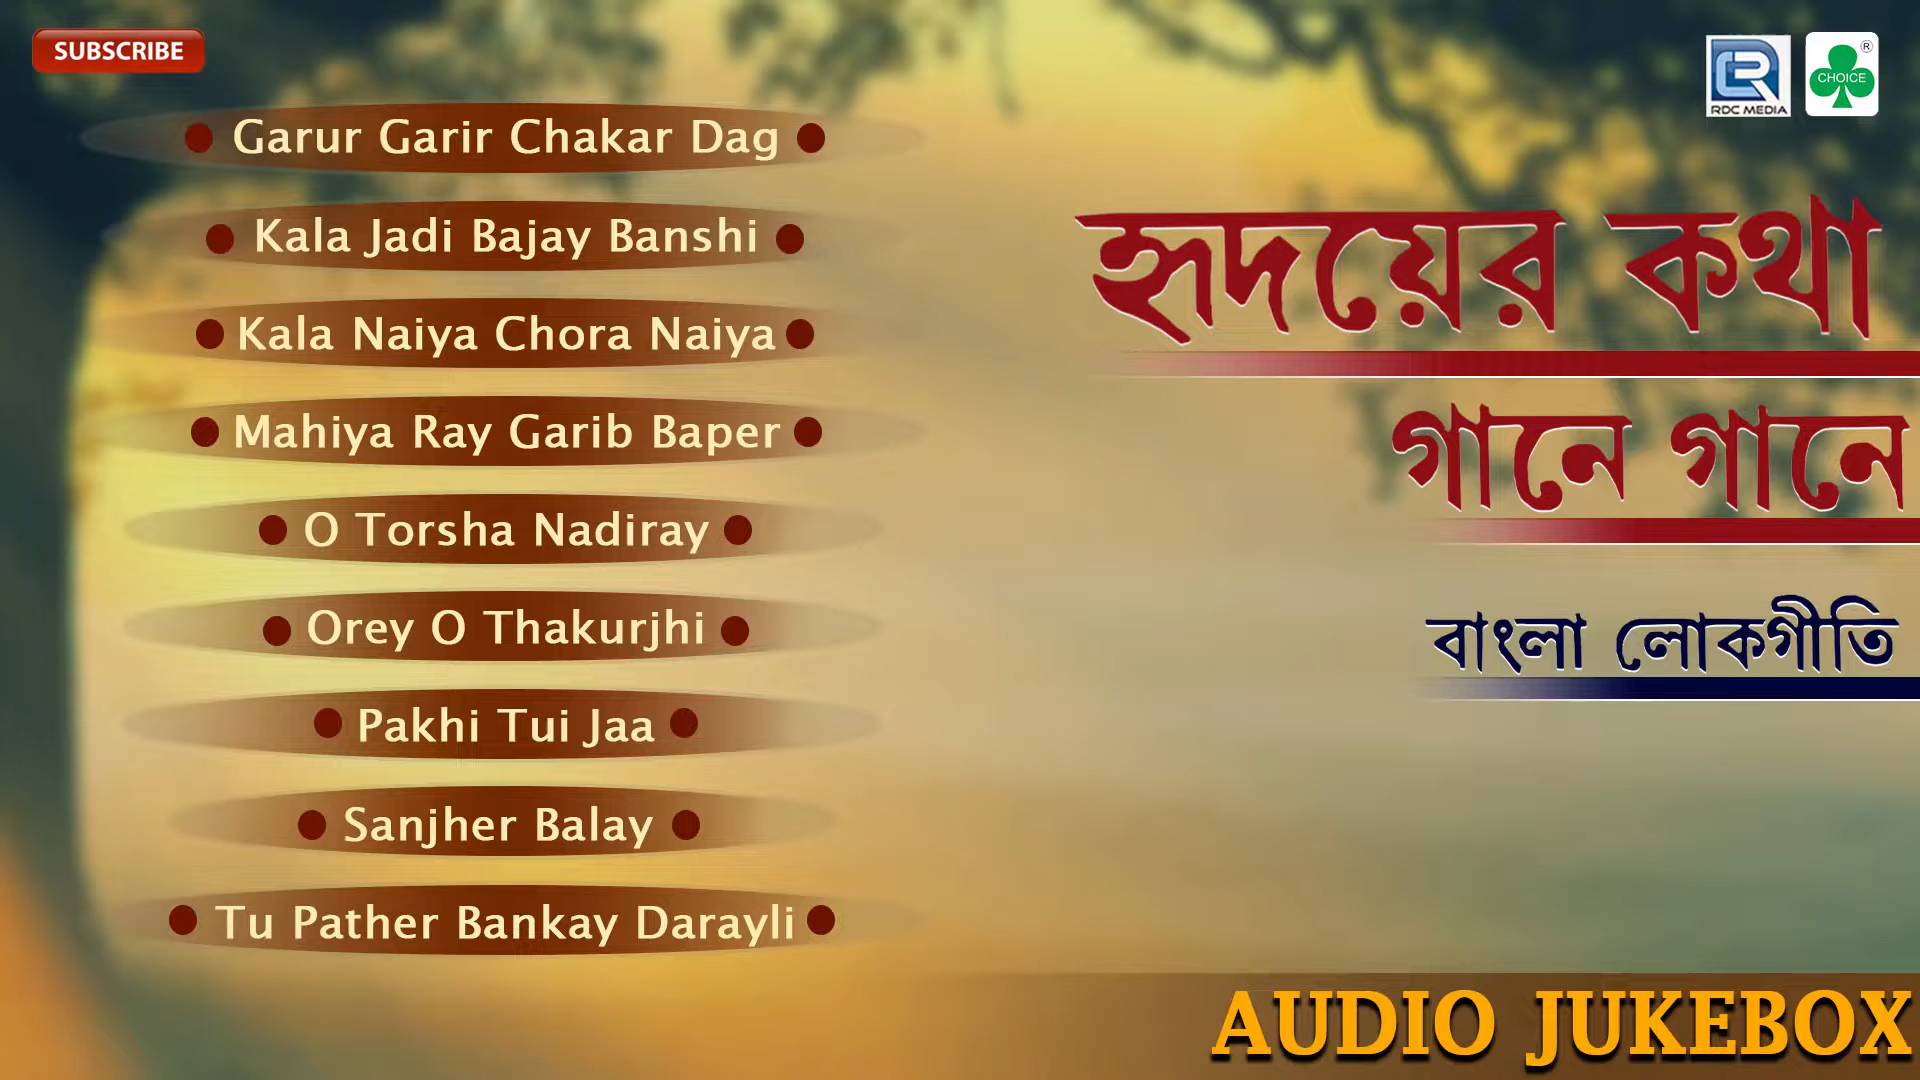 SUBSCRIBE
RDC MEDIA
CHOICE
®
Garur Garir Chakar Dag
Kala Jadi Bajay Banshi
Kala Naiya Chora Naiya
Mahiya Ray Garib Baper
O Torsha Nadiray
Orey O Thakurjhi
Pakhi Tui Jaa
Sanjher Balay
Tu Pather Bankay Darayli
হৃদয়ের কথা
গানে গানে
বাংলা লোকগীতি
AUDIO JUKEBOX